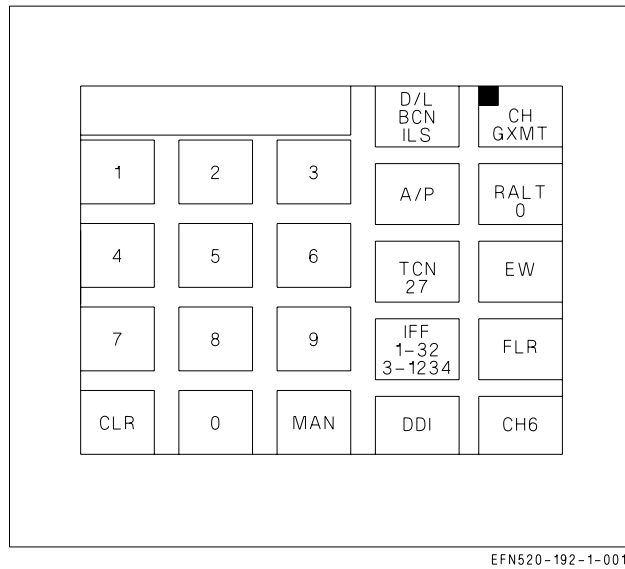 D/L
BCN
ILS
CH
GXMT
1
2
3
A/P
RALT
0
4
5
6
TCN
27
EW
7
8
9
IFF
1-32
3-1234
FLR
CLR
0
MAN
DDI
CH6
EFN520-192-1-001